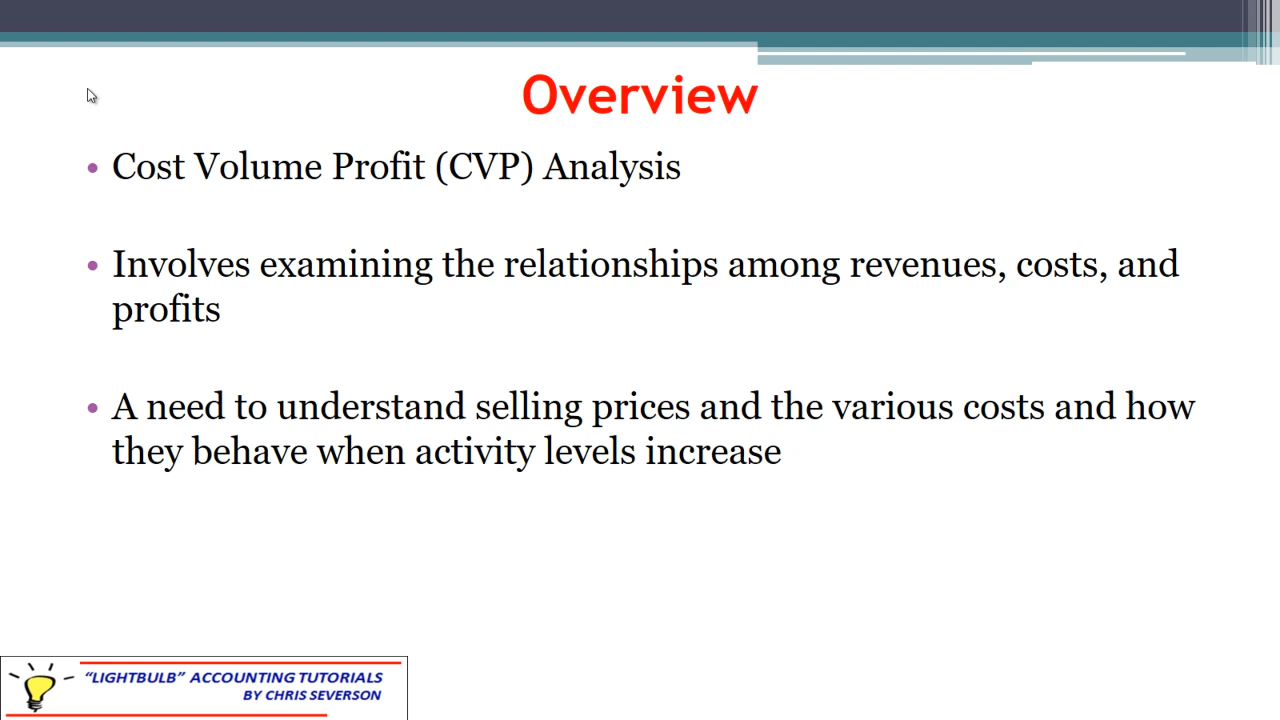 Overview
• Cost Volume Profit (CVP) Analysis
• Involves examining the relationships among revenues, costs, and
profits
• A need to understand selling prices and the various costs and how
they behave when activity levels increase
“LIGHTBULB” ACCOUNTING TUTORIALS
BY CHRIS SEVERSON